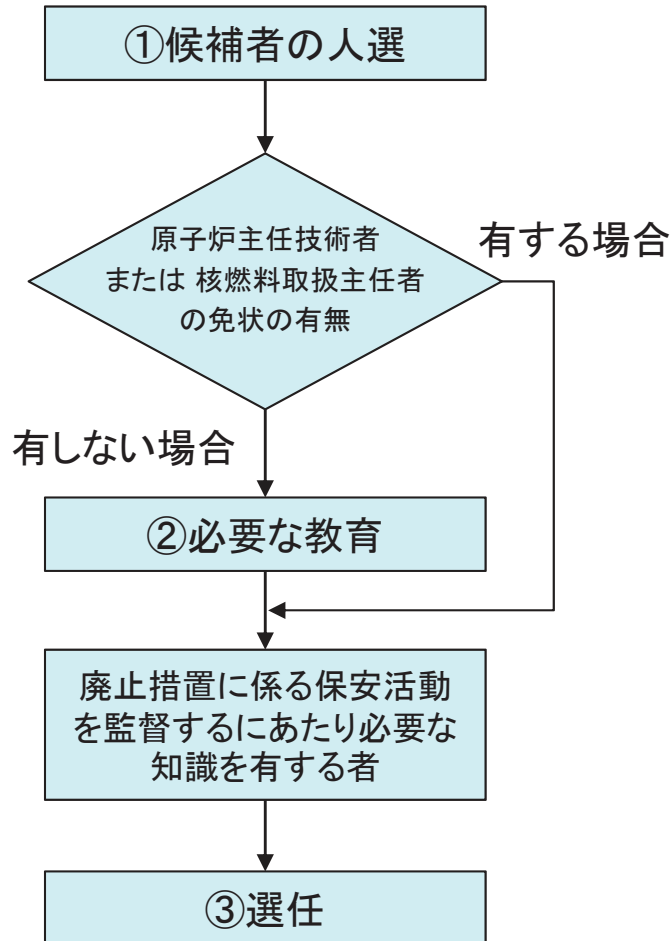 ①候補者の人選
原子炉主任技術者
または 核燃料取扱主任者
の免状の有無
有する場合
有しない場合
②必要な教育
廃止措置に係る保安活動
を監督するにあたり必要な
知識を有する者
③選任